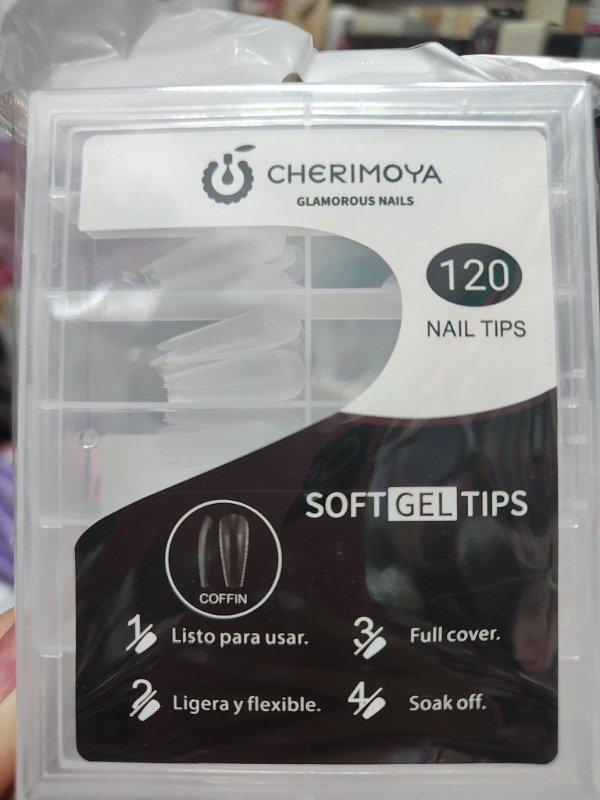 CHERIMOYA
GLAMOROUS NAILS
120
NAIL TIPS
SOFT GEL TIPS
COFFIN
1 Listo para usar.
2 Ligera y flexible.
3 Full cover.
4 Soak off.